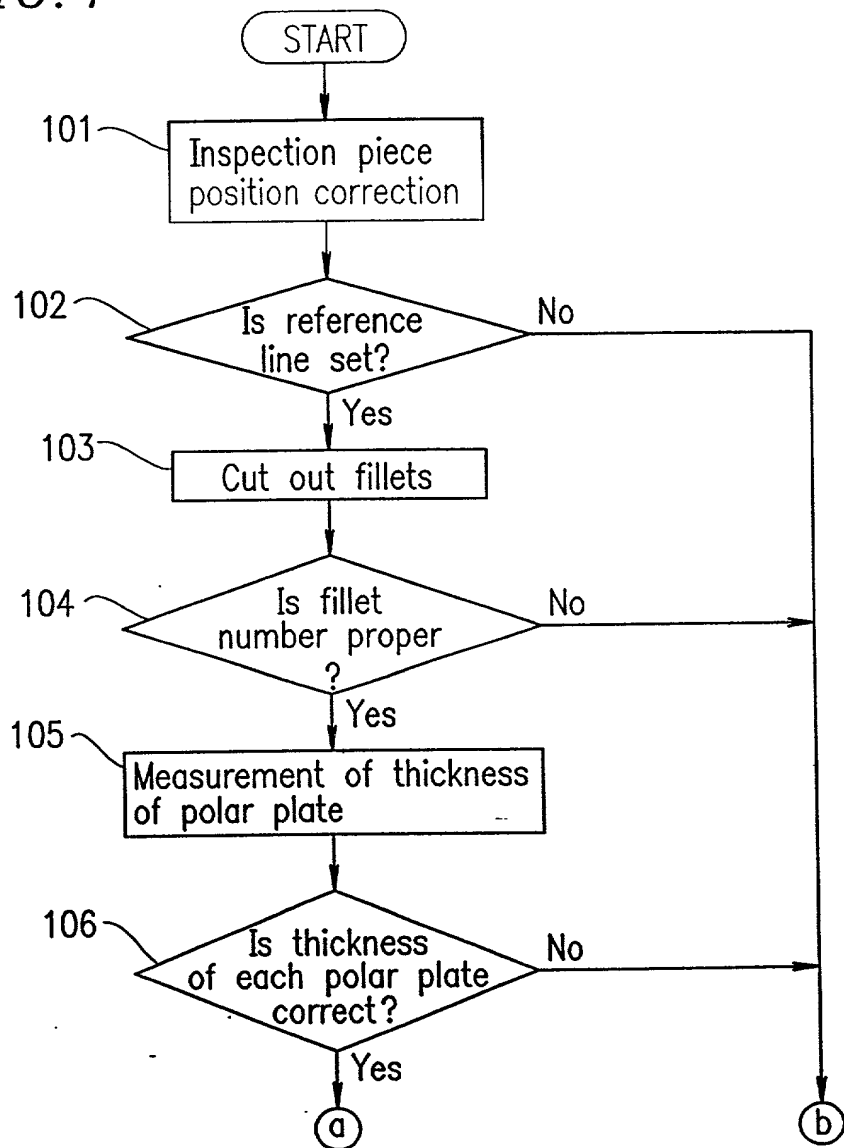 START
101
Inspection piece
position correction
102
Is reference
line set?
No
Yes
103
Cut out fillets
104
Is fillet
number proper
?
No
Yes
105
Measurement of thickness
of polar plate
106
Is thickness
of each polar plate
correct?
No
Yes
a
b